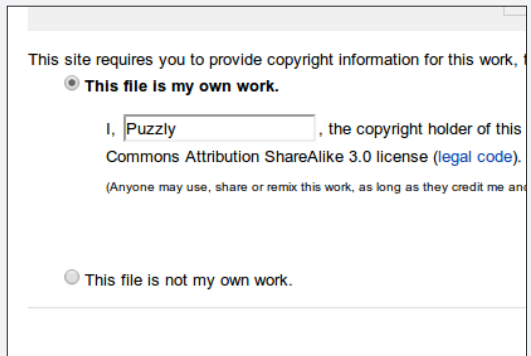 This site requires you to provide copyright information for this work,
This file is my own work.
I, Puzzly , the copyright holder of this
Commons Attribution ShareAlike 3.0 license (legal code).
(Anyone may use, share or remix this work, as long as they credit me and
This file is not my own work.